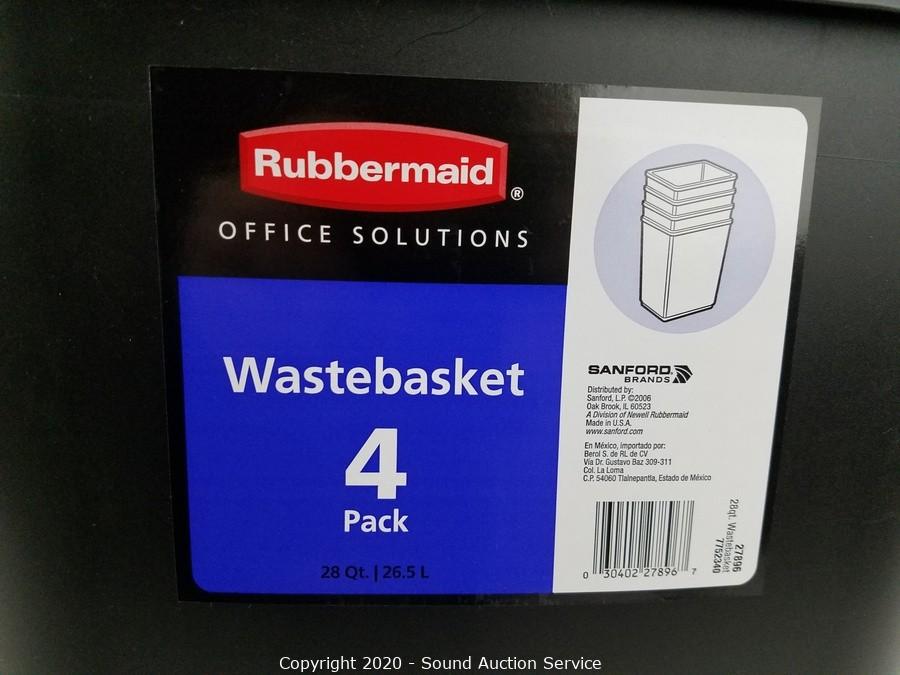 Rubbermaid®
OFFICE SOLUTIONS
Wastebasket
4
Pack
28 Qt. | 26.5 L
SANFORD®
BRANDS
Distributed by:
Sanford, L.P. ©2006
Oak Brook, IL 60523
A Division of Newell Rubbermaid
Made in U.S.A.
www.sanford.com
En México, importado por:
Berol S. de RL de CV
Vía Dr. Gustavo Baz 309-311
Col. La Loma
C.P. 54060 Tlalnepantla, Estado de México
0 30402 27896 7
27896
7752340
28qt. Wastebasket
Copyright 2020 - Sound Auction Service